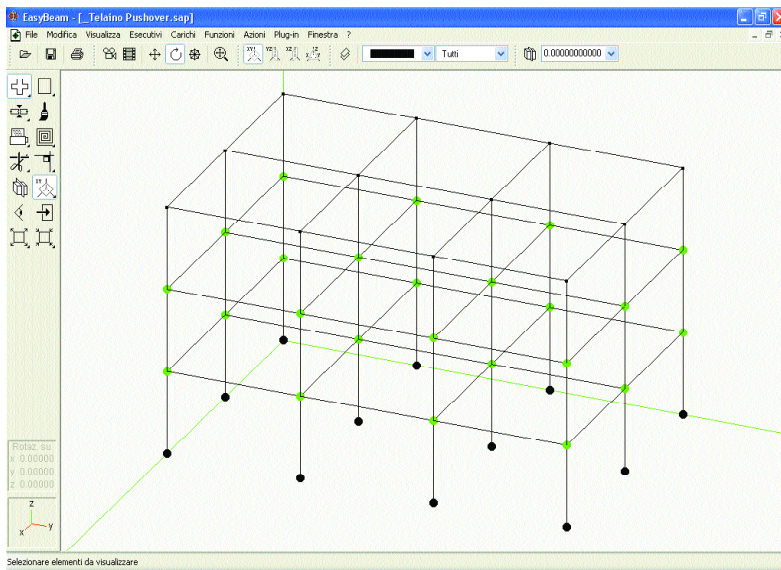 EasyBeam - [_Telaino Pushover.sap]
File Modifica Visualizza Esecutivi Carichi Funzioni Azioni Plug-in Finestra ?
Tutti 0.00000000000
Rotaz. su
x 0.00000
y 0.00000
z 0.00000
z
x y
Selezionare elementi da visualizzare